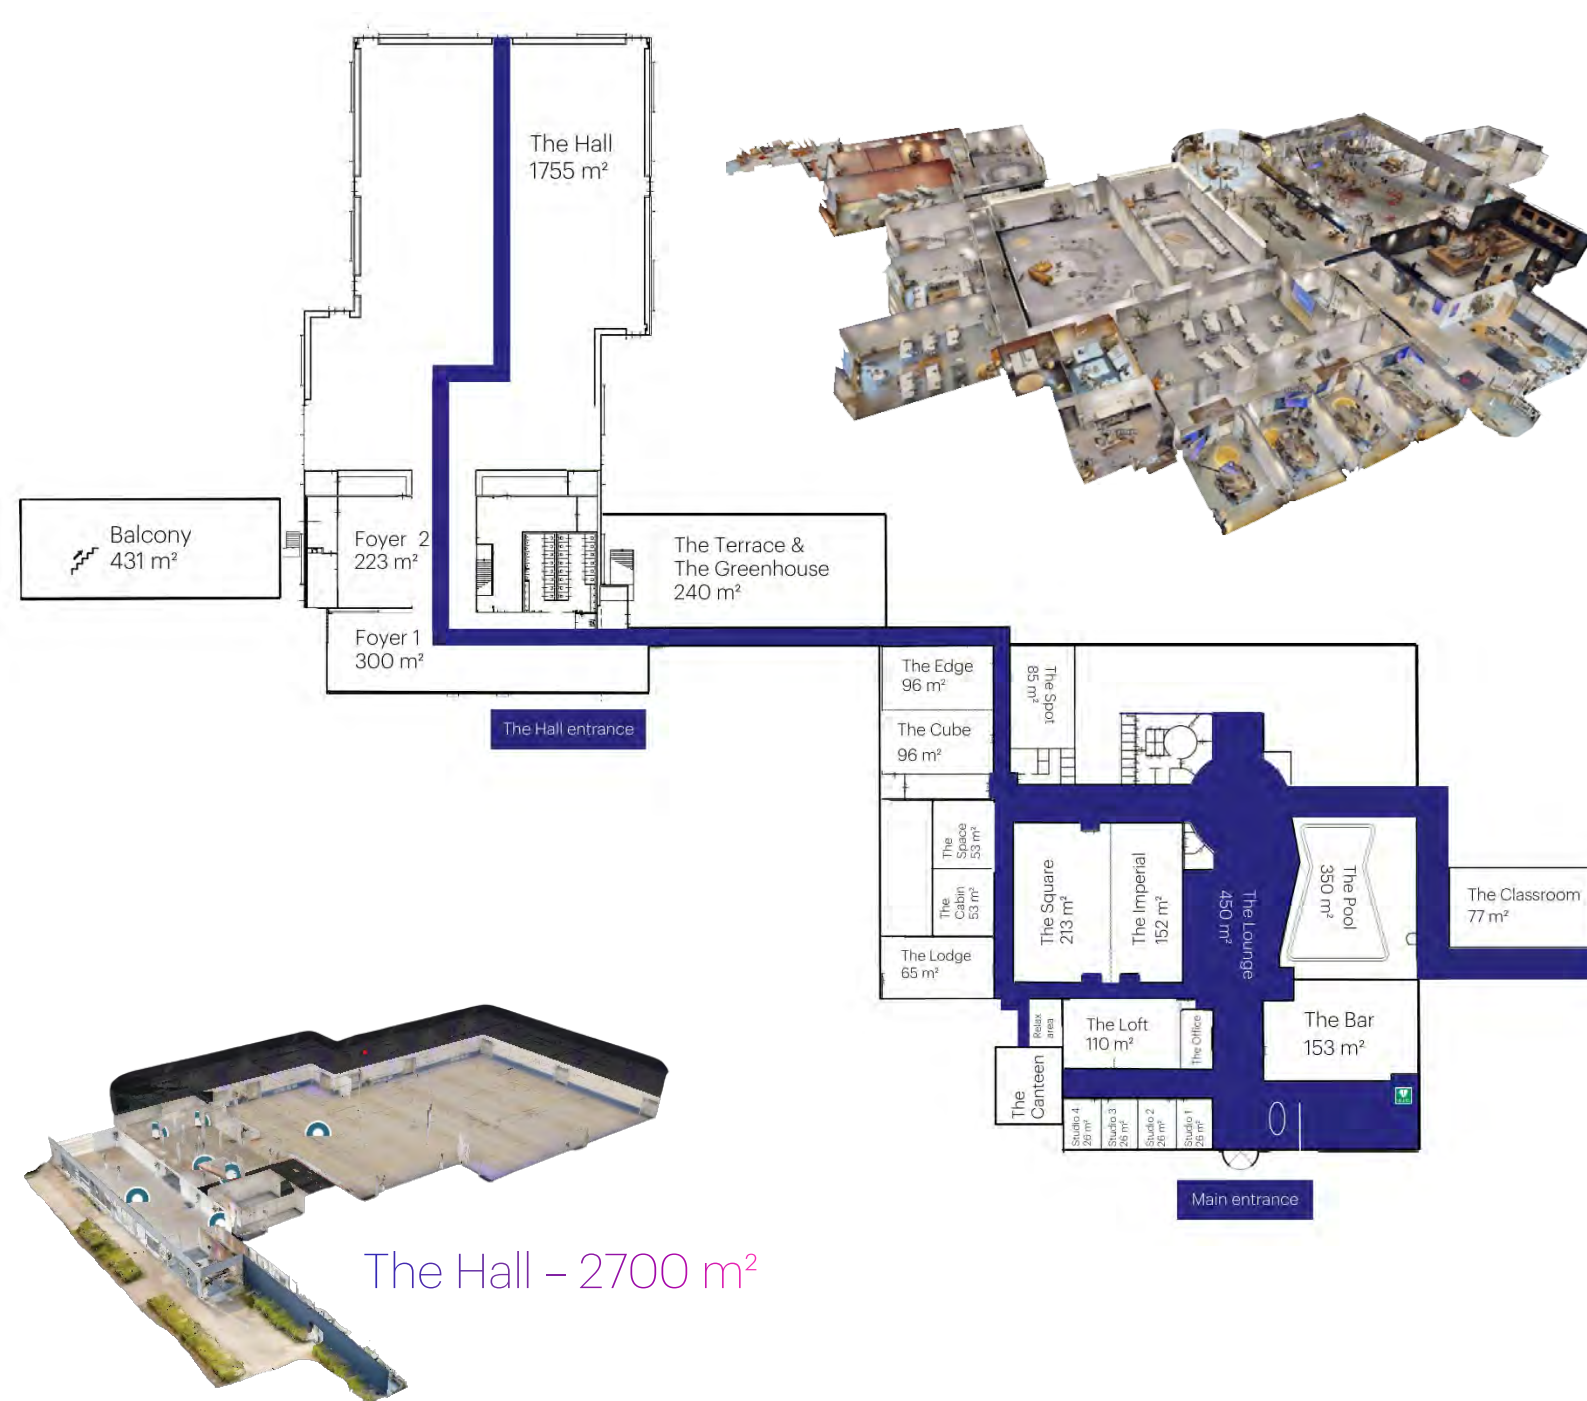 The Hall
1755 m²
Balcony
431 m²
Foyer 2
223 m²
The Terrace &
The Greenhouse
240 m²
Foyer 1
300 m²
The Hall entrance
The Edge
96 m²
The Spot
85 m²
The Cube
96 m²
The
Space
53 m²
The
Cabin
53 m²
The Square
213 m²
The Imperial
152 m²
The Lounge
450 m²
The Pool
350 m²
The Classroom
77 m²
The Lodge
65 m²
Relax
area
The Loft
110 m²
The Office
The Bar
153 m²
The
Canteen
Studio 4
26 m²
Studio 3
26 m²
Studio 2
26 m²
Studio 1
26 m²
Main entrance
The Hall – 2700 m²